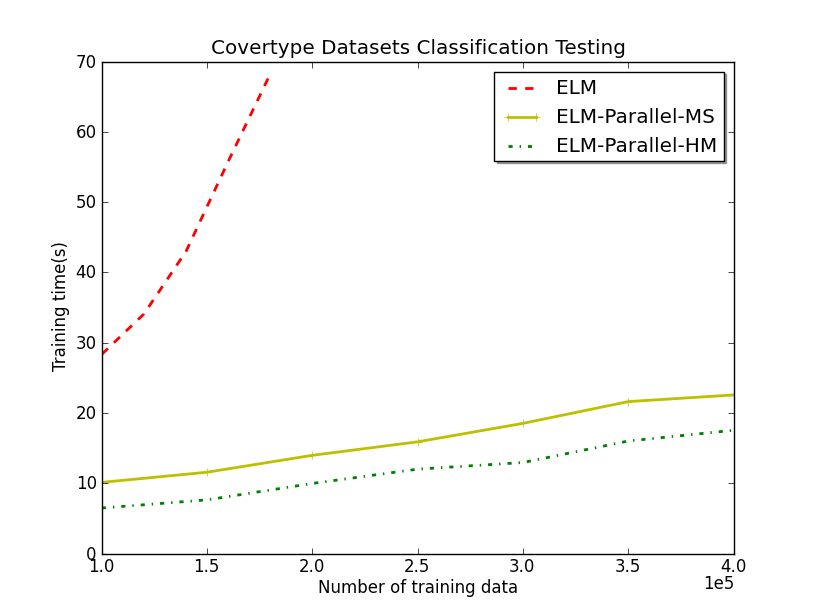 Covertype Datasets Classification Testing
70
60
50
40
30
20
10
0
Training time(s)
ELM
ELM-Parallel-MS
ELM-Parallel-HM
1.0 1.5 2.0 2.5 3.0 3.5 4.0
1e5
Number of training data